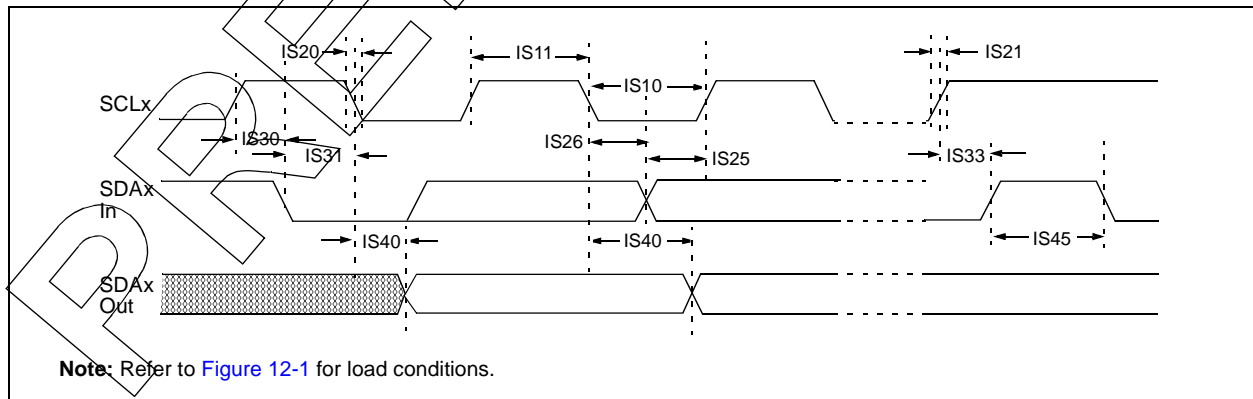 IS20
IS11
IS21
SCLx
IS10
IS30
IS26
IS31
IS25
IS33
SDAx
In
IS40
IS40
IS45
SDAx
Out
Note: Refer to Figure 12-1 for load conditions.